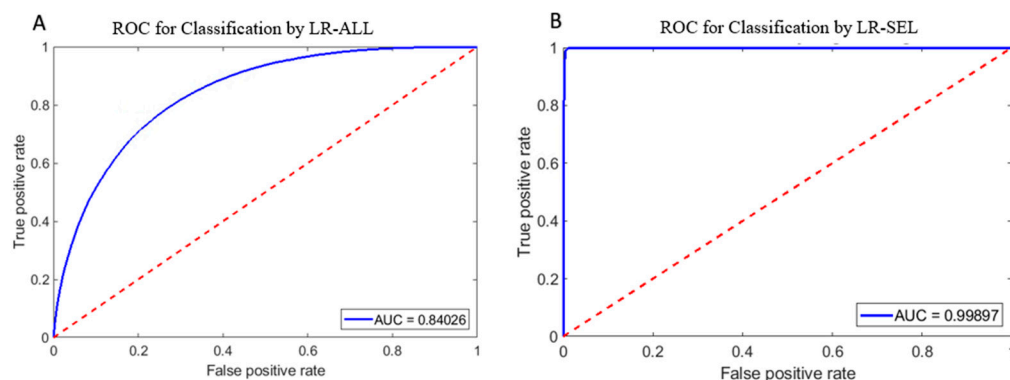 A
ROC for Classification by LR-ALL
1
0.8
0.6
0.4
0.2
0
True positive rate
AUC = 0.84026
0
0.2
0.4
0.6
0.8
1
False positive rate
B
ROC for Classification by LR-SEL
1
0.8
0.6
0.4
0.2
0
True positive rate
AUC = 0.99897
0
0.2
0.4
0.6
0.8
1
False positive rate